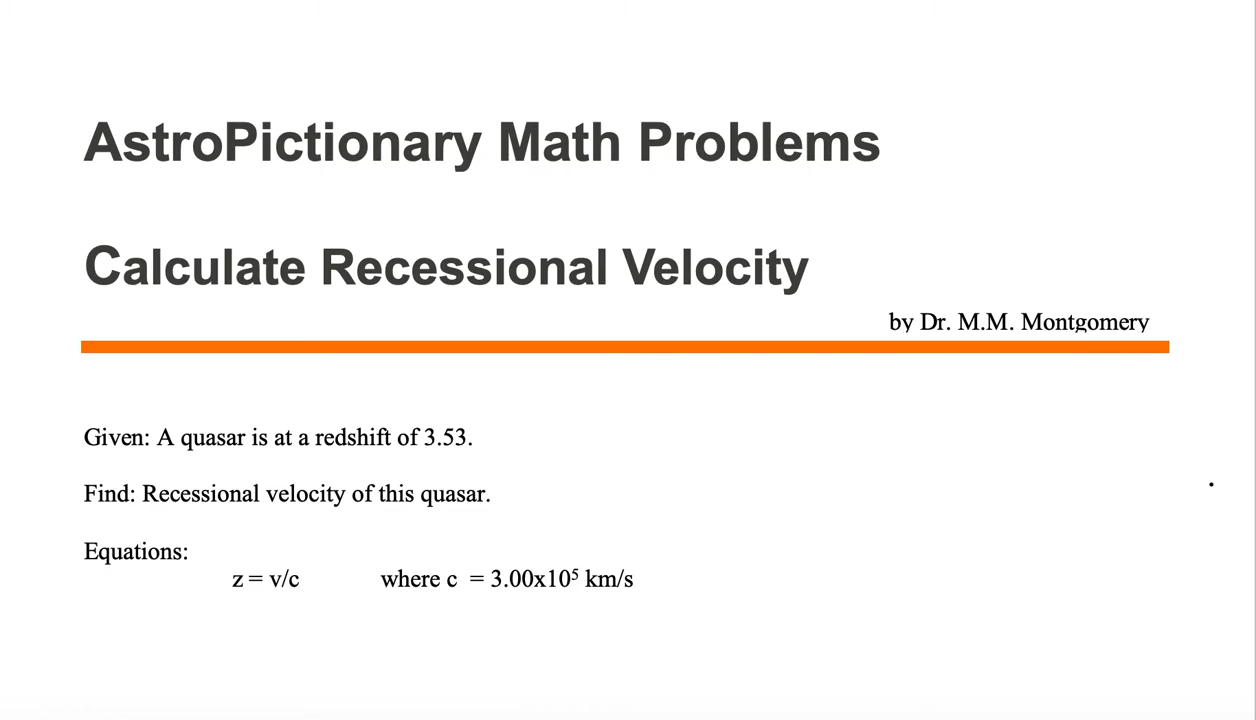 AstroPictionary Math Problems
Calculate Recessional Velocity
by Dr. M.M. Montgomery
Given: A quasar is at a redshift of 3.53.
Find: Recessional velocity of this quasar.
Equations:
z = v/c where c = 3.00x10⁵ km/s